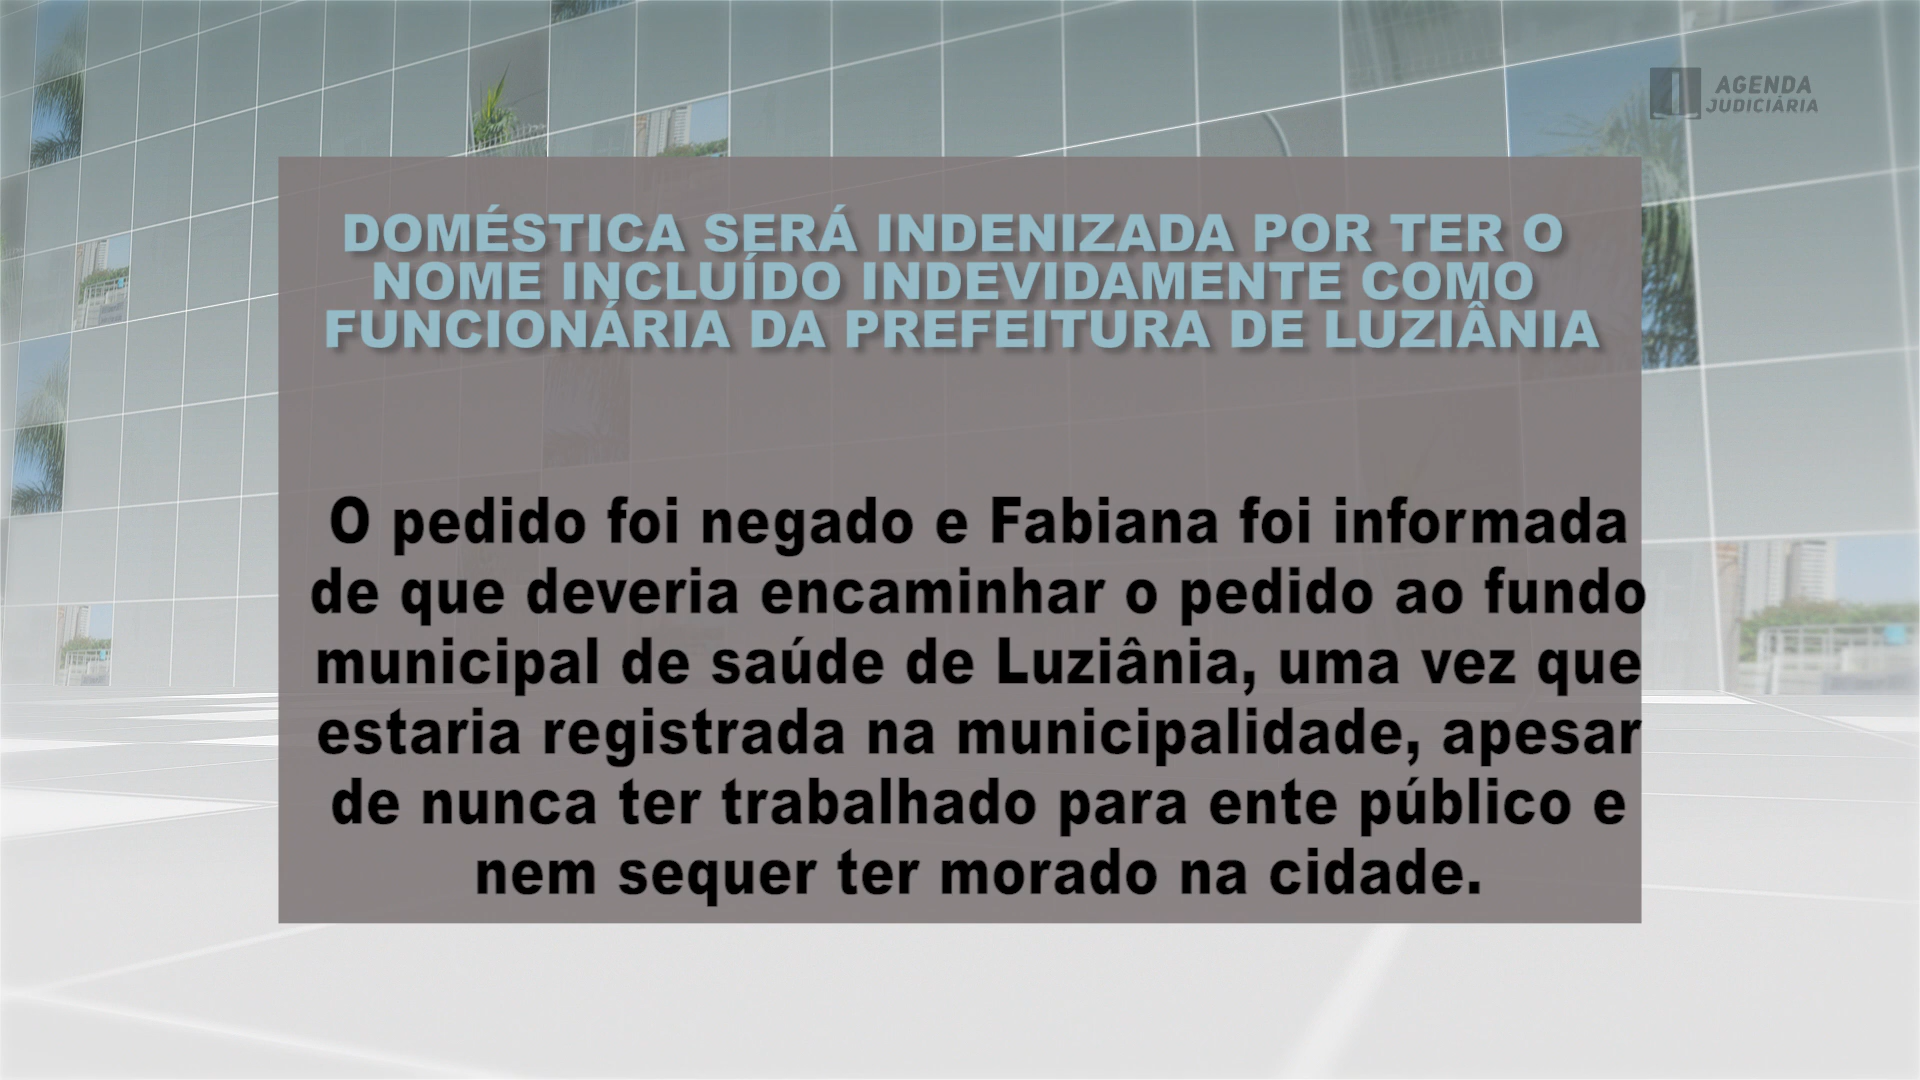 AGENDA
JUDICIÁRIA
DOMÉSTICA SERÁ INDENIZADA POR TER O
NOME INCLUÍDO INDEVIDAMENTE COMO
FUNCIONÁRIA DA PREFEITURA DE LUZIÂNIA
O pedido foi negado e Fabiana foi informada
de que deveria encaminhar o pedido ao fundo
municipal de saúde de Luziânia, uma vez que
estaria registrada na municipalidade, apesar
de nunca ter trabalhado para ente público e
nem sequer ter morado na cidade.